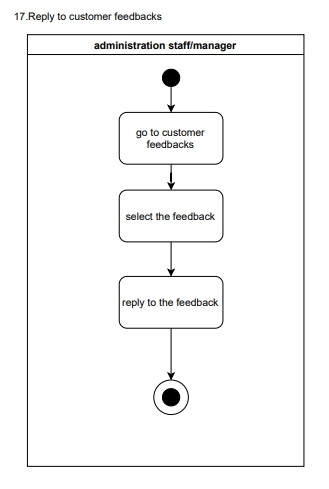 17.Reply to customer feedbacks
administration staff/manager
go to customer
feedbacks
select the feedback
reply to the feedback